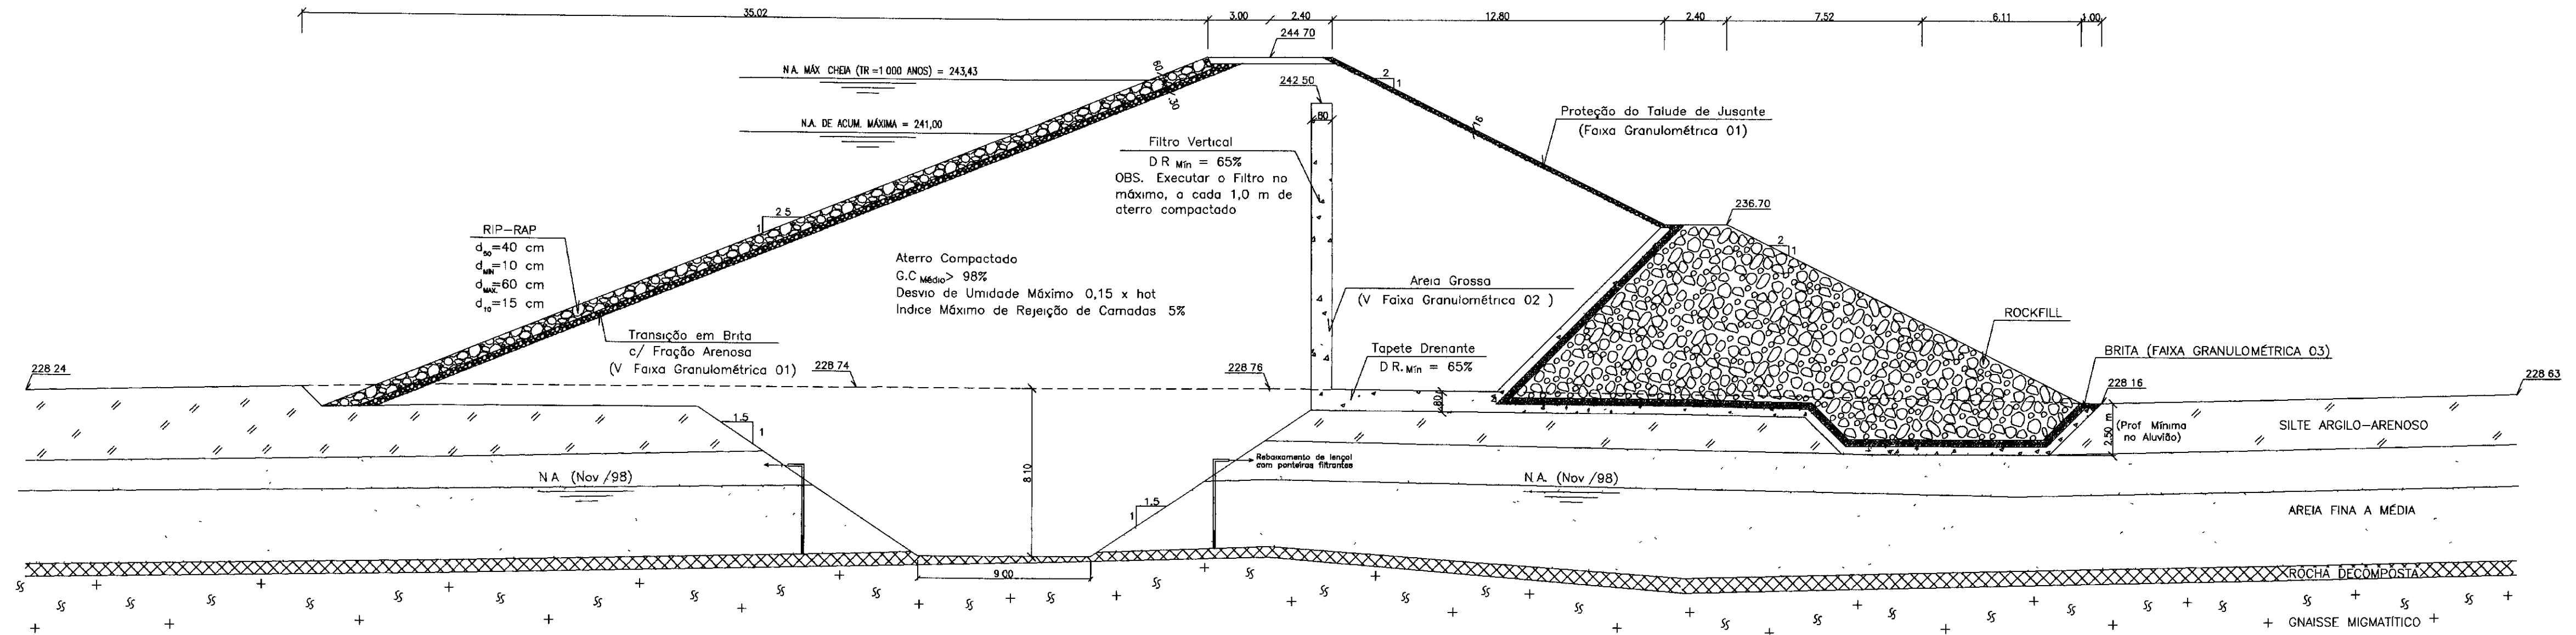 35.02
3.00
2.40
12.80
2.40
7.52
6.11
1.00
244.70
N.A. MÁX CHEIA (TR =1 000 ANOS) = 243,43
60
.30
242 50
2
1
N.A. DE ACUM. MÁXIMA = 241,00
.80
.16
Proteção do Talude de Jusante
(Faixa Granulométrica 01)
Filtro Vertical
D R Mín = 65%
OBS. Executar o Filtro no
máximo, a cada 1,0 m de
aterro compactado
2 5
1
236.70
2
1
RIP-RAP
d50=40 cm
dMIN=10 cm
dMAX.=60 cm
d10=15 cm
Aterro Compactado
G.C Médio> 98%
Desvio de Umidade Máximo 0,15 x hot
Indice Máximo de Rejeição de Camadas 5%
Areia Grossa
(V Faixa Granulométrica 02 )
ROCKFILL
Transição em Brita
c/ Fração Arenosa
(V Faixa Granulométrica 01)
Tapete Drenante
D R. Mín = 65%
BRITA (FAIXA GRANULOMÉTRICA 03)
228 24
228 74
228 76
228 16
228 63
.80
1.5
1
2.50 m
(Prof Mínima
no Aluvião)
SILTE ARGILO-ARENOSO
8.10
Rebaixamento de lençol
com ponteiras filtrantes
N A (Nov /98)
N.A. (Nov /98)
1.5
1
AREIA FINA A MÉDIA
9 00
ROCHA DECOMPOSTA
GNAISSE MIGMATÍTICO